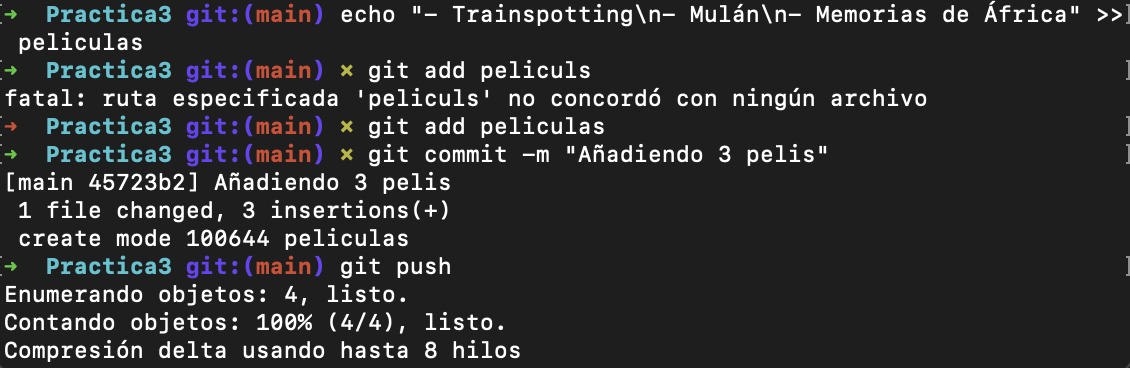 ➜  Practica3 git:(main) echo "- Trainspotting\n- Mulán\n- Memorias de África" >>
 peliculas
➜  Practica3 git:(main) ✗ git add peliculs
fatal: ruta especificada 'peliculs' no concordó con ningún archivo
➜  Practica3 git:(main) ✗ git add peliculas
➜  Practica3 git:(main) ✗ git commit -m "Añadiendo 3 pelis"
[main 45723b2] Añadiendo 3 pelis
 1 file changed, 3 insertions(+)
 create mode 100644 peliculas
➜  Practica3 git:(main) git push
Enumerando objetos: 4, listo.
Contando objetos: 100% (4/4), listo.
Compresión delta usando hasta 8 hilos